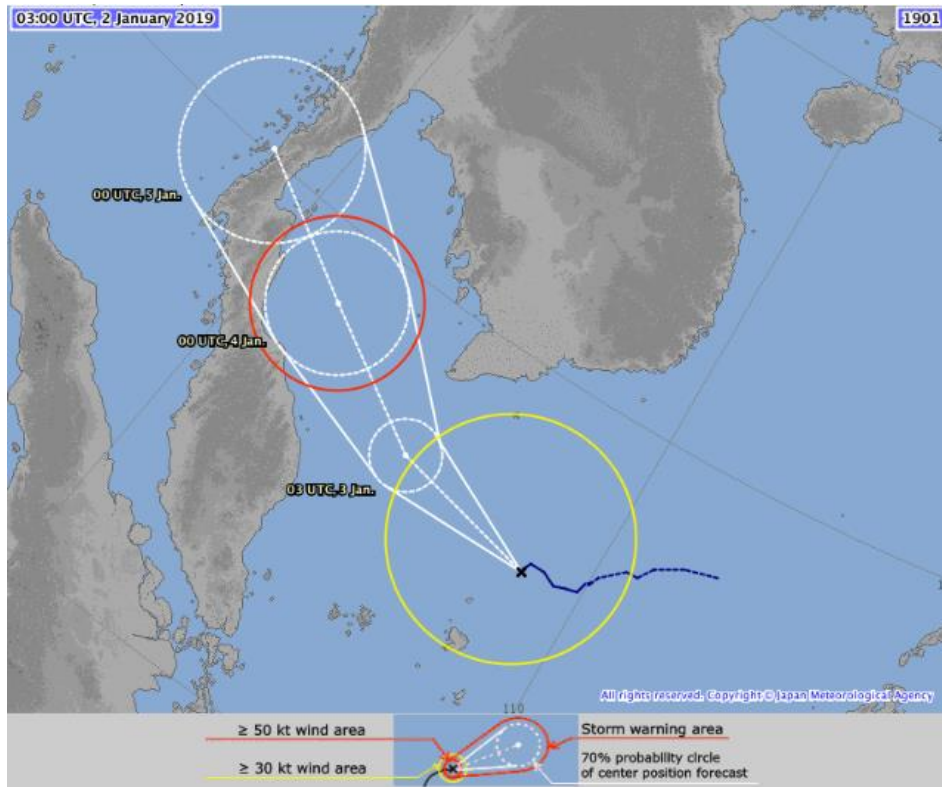 03:00 UTC, 2 January 2019
1901
00 UTC, 5 Jan.
00 UTC, 4 Jan.
03 UTC, 3 Jan.
All rights reserved. Copyright © Japan Meteorological Agency
110
≥ 50 kt wind area
Storm warning area
≥ 30 kt wind area
70% probability circle
of center position forecast